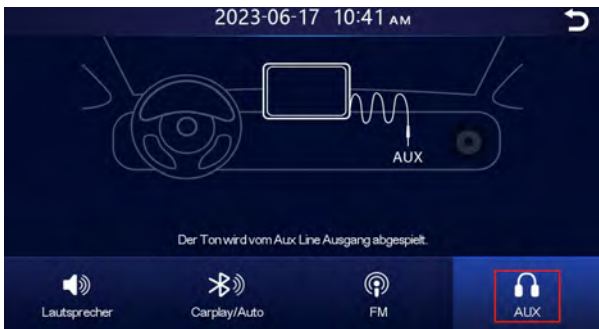 2023-06-17 10:41 AM
AUX
Der Ton wird vom Aux Line Ausgang abgespielt.
Lautsprecher
Carplay/Auto
FM
AUX